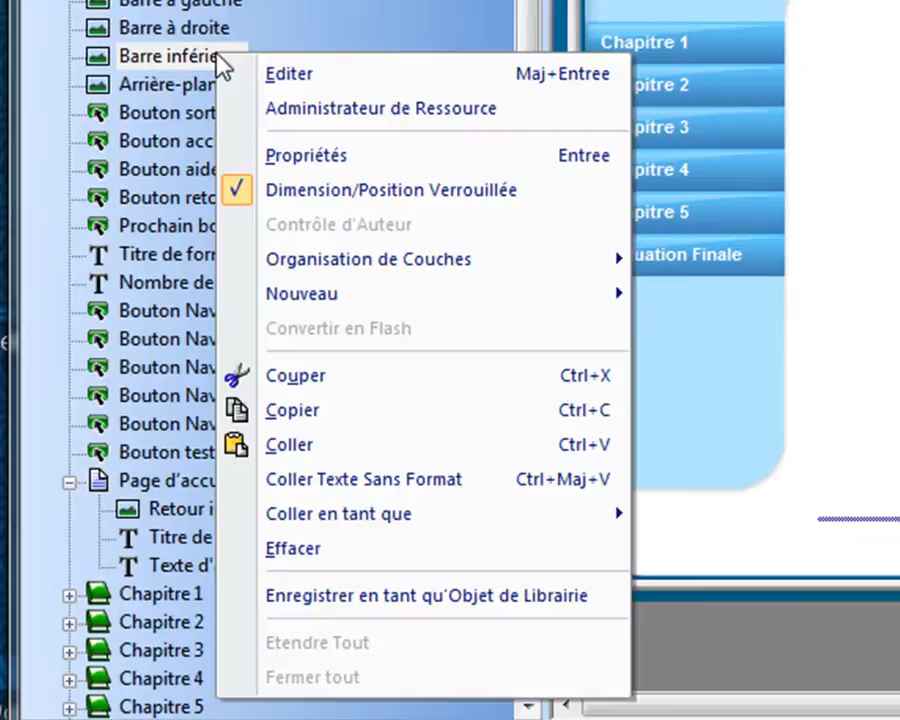 Barre à gauche
Barre à droite
Barre inférie
Arrière-plan
Bouton sort
Bouton acc
Bouton aide
Bouton reto
Prochain bo
Titre de for
Nombre de
Bouton Nav
Bouton Nav
Bouton Nav
Bouton Nav
Bouton Nav
Bouton test
Page d'accu
Retour i
Titre de
Texte d'
Chapitre 1
Chapitre 2
Chapitre 3
Chapitre 4
Chapitre 5
Editer Maj+Entree
Administrateur de Ressource
Propriétés Entree
Dimension/Position Verrouillée
Contrôle d'Auteur
Organisation de Couches
Nouveau
Convertir en Flash
Couper Ctrl+X
Copier Ctrl+C
Coller Ctrl+V
Coller Texte Sans Format Ctrl+Maj+V
Coller en tant que
Effacer
Enregistrer en tant qu'Objet de Librairie
Etendre Tout
Fermer tout
Chapitre 1
pitre 2
pitre 3
pitre 4
pitre 5
uation Finale